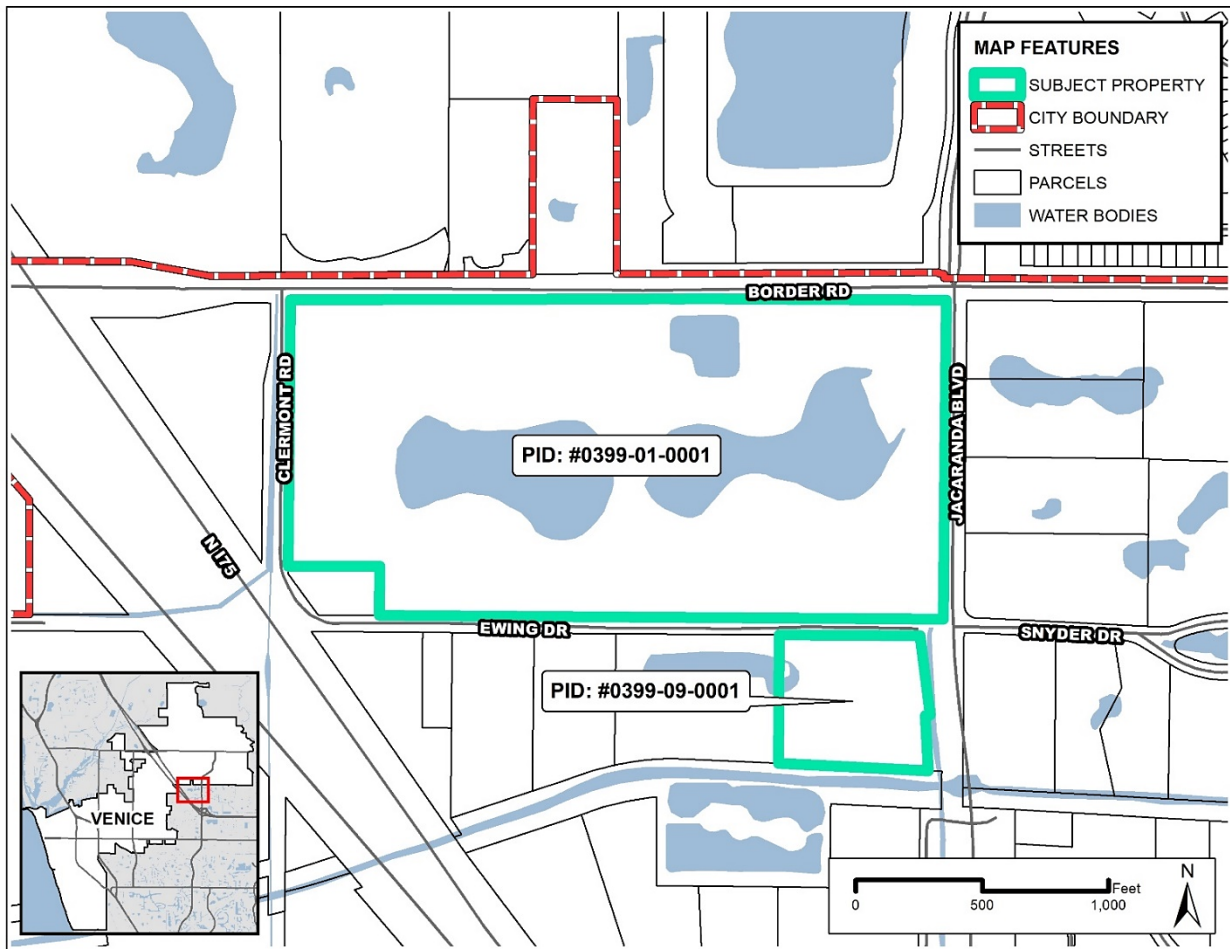 MAP FEATURES
SUBJECT PROPERTY
CITY BOUNDARY
STREETS
PARCELS
WATER BODIES
BORDER RD
CLERMONT RD
JACARANDA BLVD
PID: #0399-01-0001
N I75
EWING DR
SNYDER DR
PID: #0399-09-0001
VENICE
N
Feet
0 500 1,000